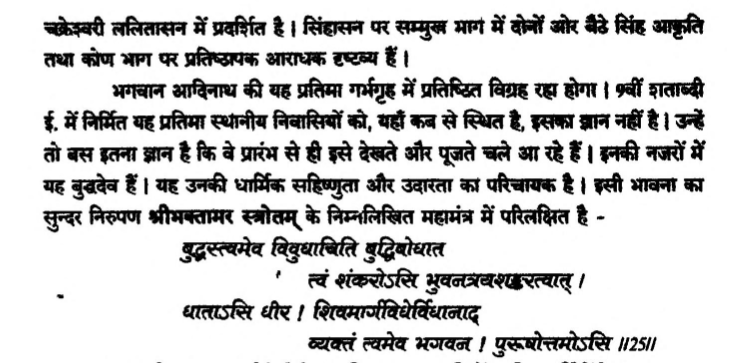 चक्रेश्वरी ललितासन में प्रदर्शित है। सिंहासन पर सम्मुख भाग में दोनों ओर बैठे सिंह आकृति
तथा कोण भाग पर प्रतिष्ठापक आराधक दृष्टव्य हैं।
भगवान आदिनाथ की यह प्रतिमा गर्भगृह में प्रतिष्ठित विग्रह रहा होगा। 9वीं शताब्दी
ई. में निर्मित यह प्रतिमा स्थानीय निवासियों को, यहाँ कब से स्थित है, इसका ज्ञान नहीं है। उन्हें
तो बस इतना ज्ञान है कि वे प्रारंभ से ही इसे देखते और पूजते चले आ रहे हैं। इनकी नजरों में
यह बुद्धदेव हैं। यह उनकी धार्मिक सहिष्णुता और उदारता का परिचायक है। इसी भावना का
सुन्दर निरुपण श्रीभक्तामर स्त्रोतम् के निम्नलिखित महामंत्र में परिलक्षित है -
बुद्धस्त्वमेव विवुधार्चिति बुद्धिबोधात
त्वं शंकरोऽसि भुवनत्रयशङ्करत्वात्।
धाताऽसि धीर! शिवमार्गविधेर्विधानाद्
व्यक्तं त्वमेव भगवन! पुरूषोत्तमोऽसि ॥25॥